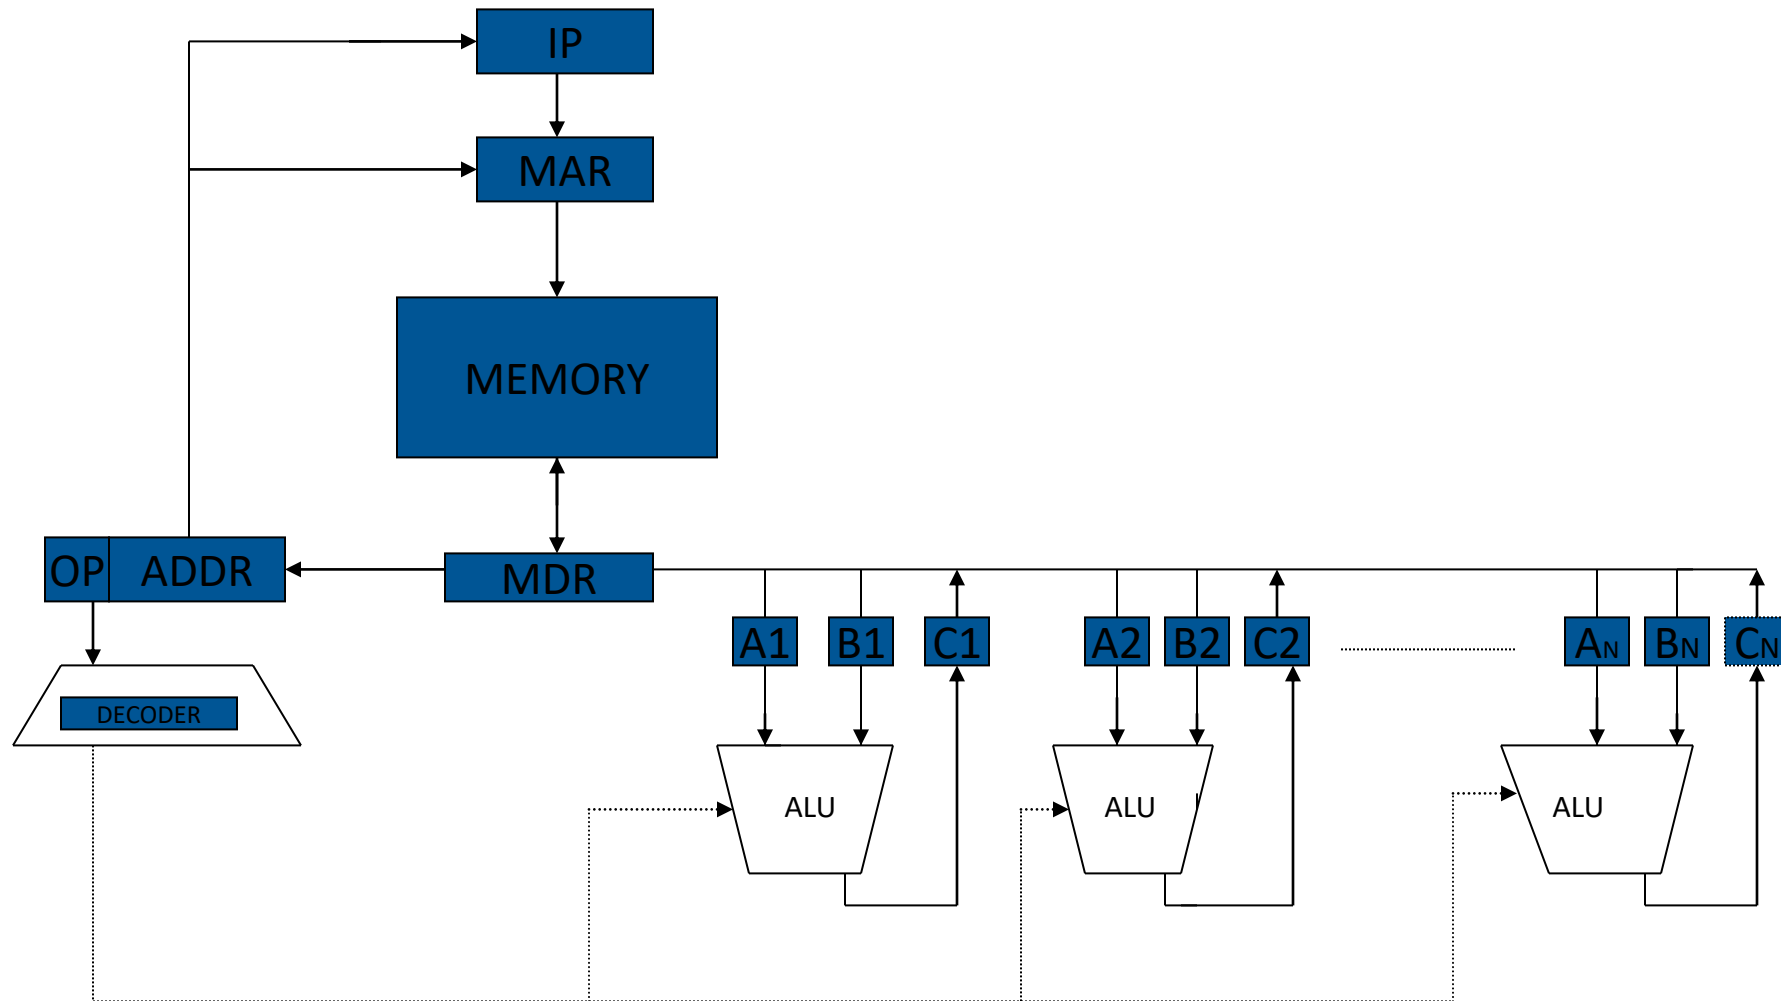 IP
MAR
MEMORY
OP ADDR
MDR
A1 B1 C1 A2 B2 C2 AN BN CN
DECODER
ALU ALU ALU